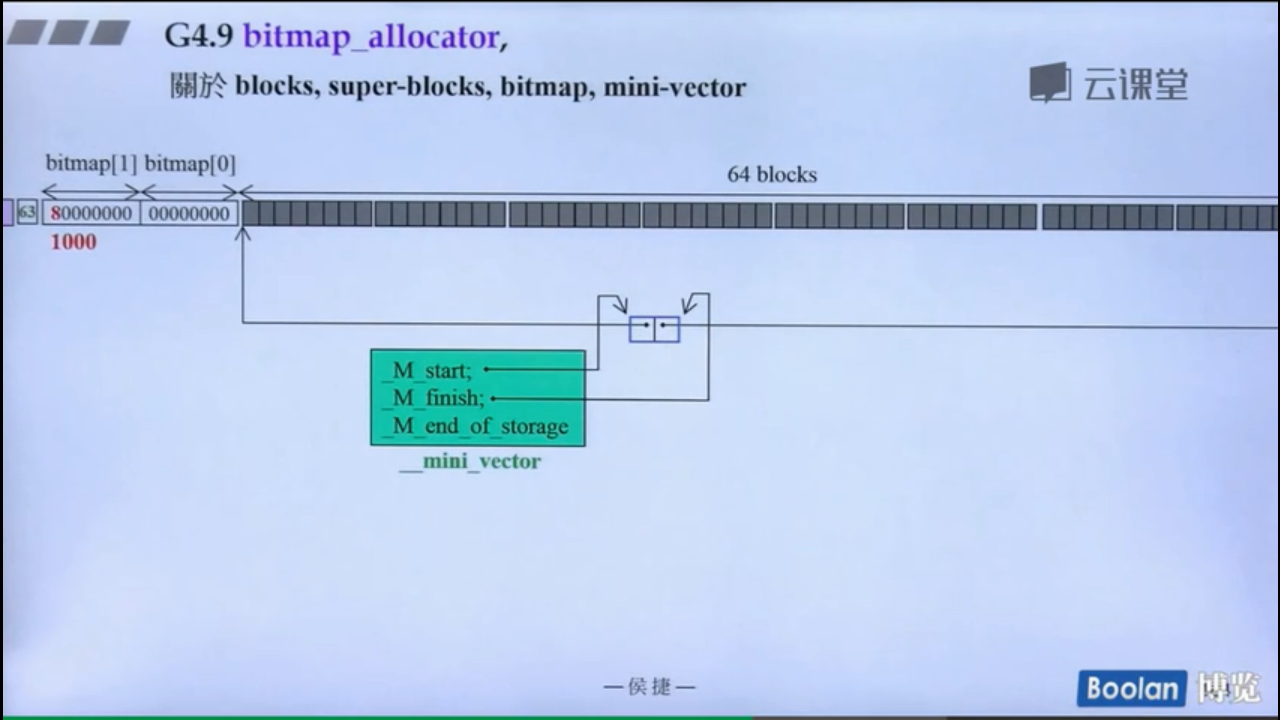 G4.9 bitmap_allocator,
關於 blocks, super-blocks, bitmap, mini-vector
云课堂
bitmap[1] bitmap[0]
64 blocks
63 80000000 00000000
1000
_M_start;
_M_finish;
_M_end_of_storage
__mini_vector
—侯捷—
Boolan 博览